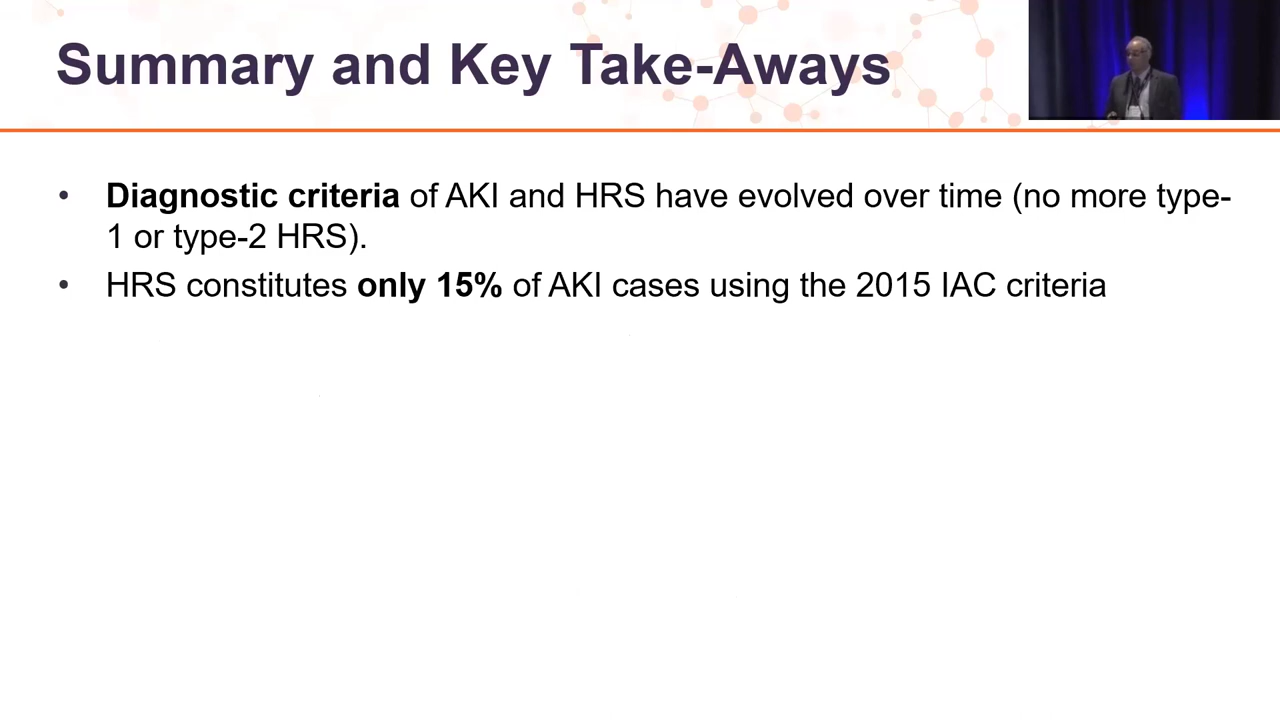 Summary and Key Take-Aways
• Diagnostic criteria of AKI and HRS have evolved over time (no more type-
1 or type-2 HRS).
• HRS constitutes only 15% of AKI cases using the 2015 IAC criteria